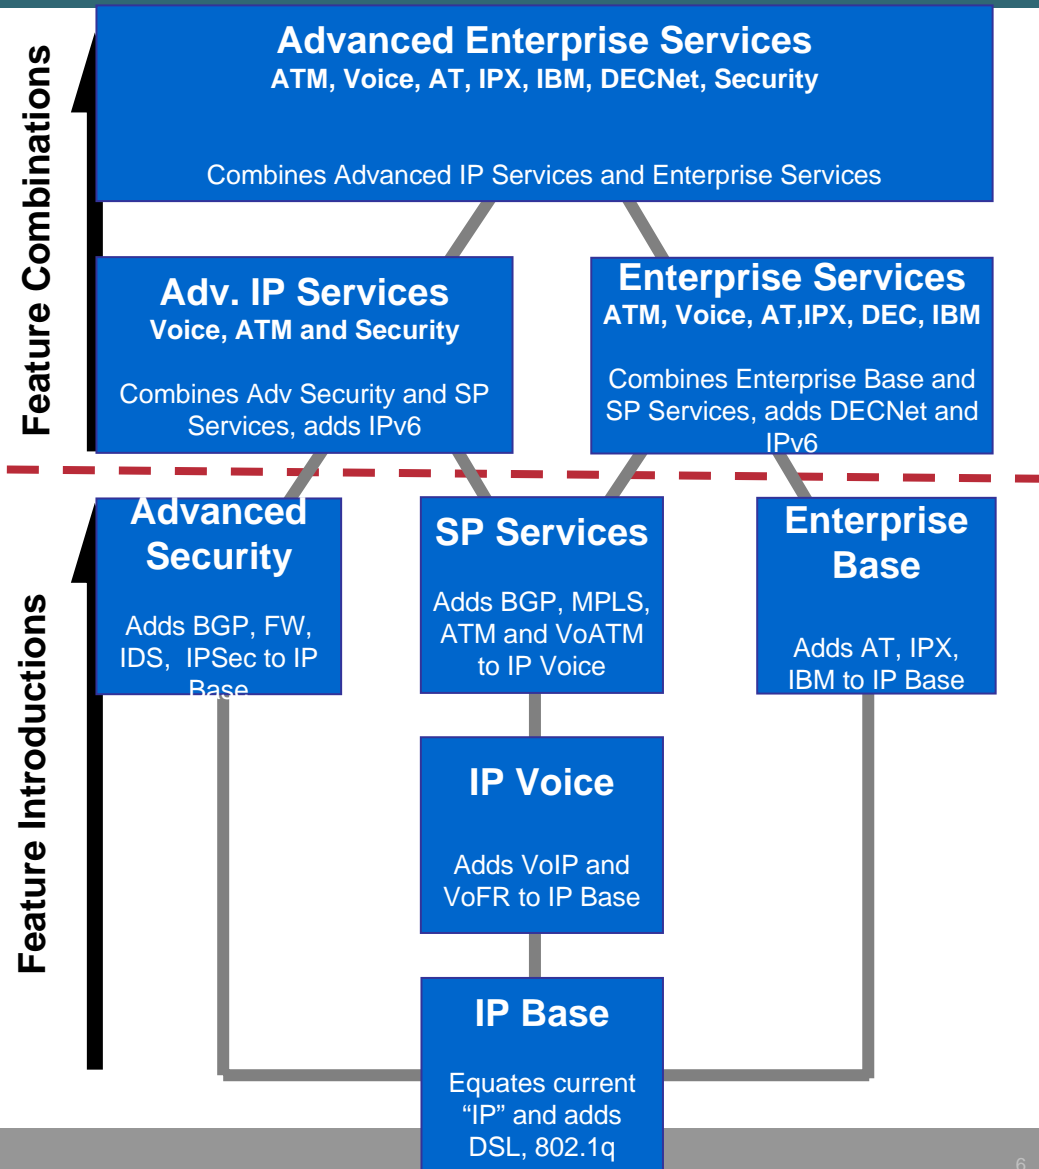 Feature Combinations
Advanced Enterprise Services
ATM, Voice, AT, IPX, IBM, DECNet, Security
Combines Advanced IP Services and Enterprise Services
Adv. IP Services
Voice, ATM and Security
Combines Adv Security and SP
Services, adds IPv6
Enterprise Services
ATM, Voice, AT,IPX, DEC, IBM
Combines Enterprise Base and
SP Services, adds DECNet and
IPv6
Feature Introductions
Advanced
Security
Adds BGP, FW,
IDS,  IPSec to IP
Base
SP Services
Adds BGP, MPLS,
ATM and VoATM
to IP Voice
Enterprise
Base
Adds AT, IPX,
IBM to IP Base
IP Voice
Adds VoIP and
VoFR to IP Base
IP Base
Equates current
“IP” and adds
DSL, 802.1q
6